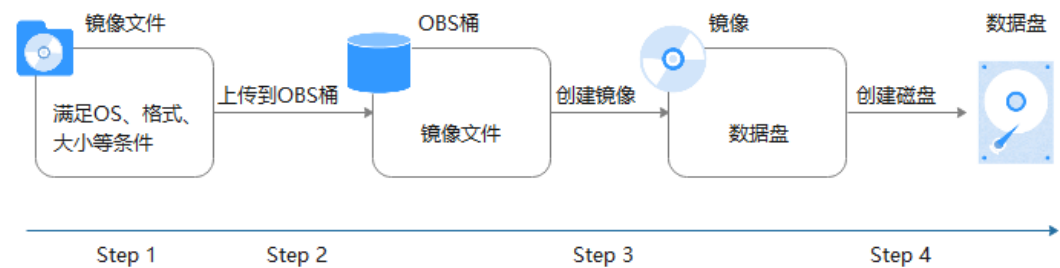 镜像文件
OBS桶
镜像
数据盘
满足OS、格式、
大小等条件
上传到OBS桶
镜像文件
创建镜像
数据盘
创建磁盘
Step 1
Step 2
Step 3
Step 4